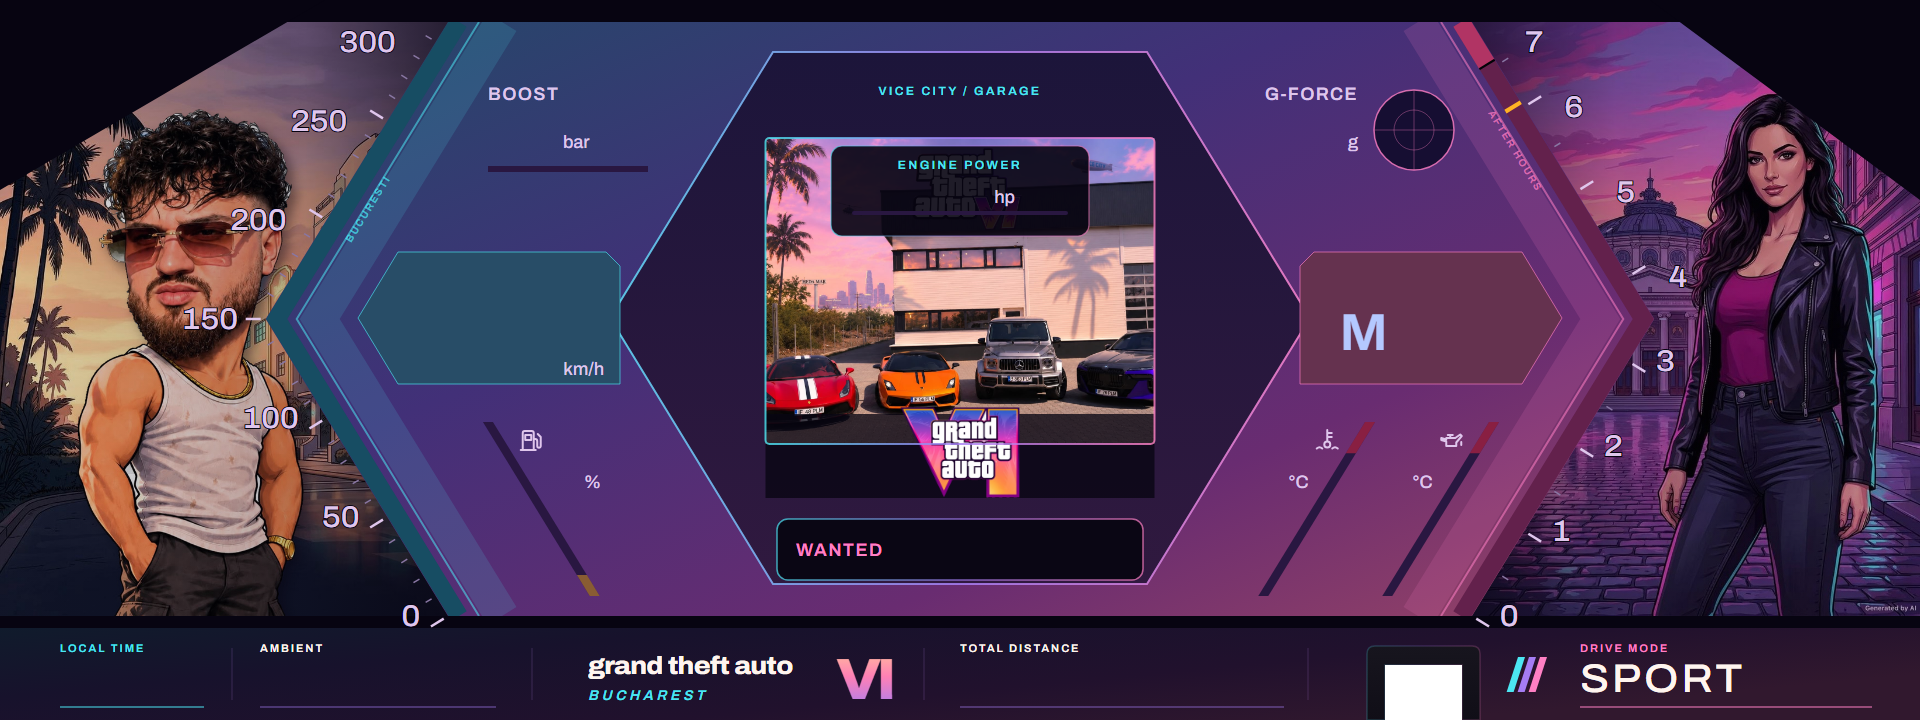 300
250
200
150
100
50
0
BUCUREȘTI
BOOST
bar
km/h
%
VICE CITY / GARAGE
ENGINE POWER
hp
grand
theft
auto
VI
WANTED
G-FORCE
g
M
°C
°C
AFTER HOURS
7
6
5
4
3
2
1
0
Generated by AI
LOCAL TIME
AMBIENT
grand theft auto
VI
BUCHAREST
TOTAL DISTANCE
DRIVE MODE
SPORT